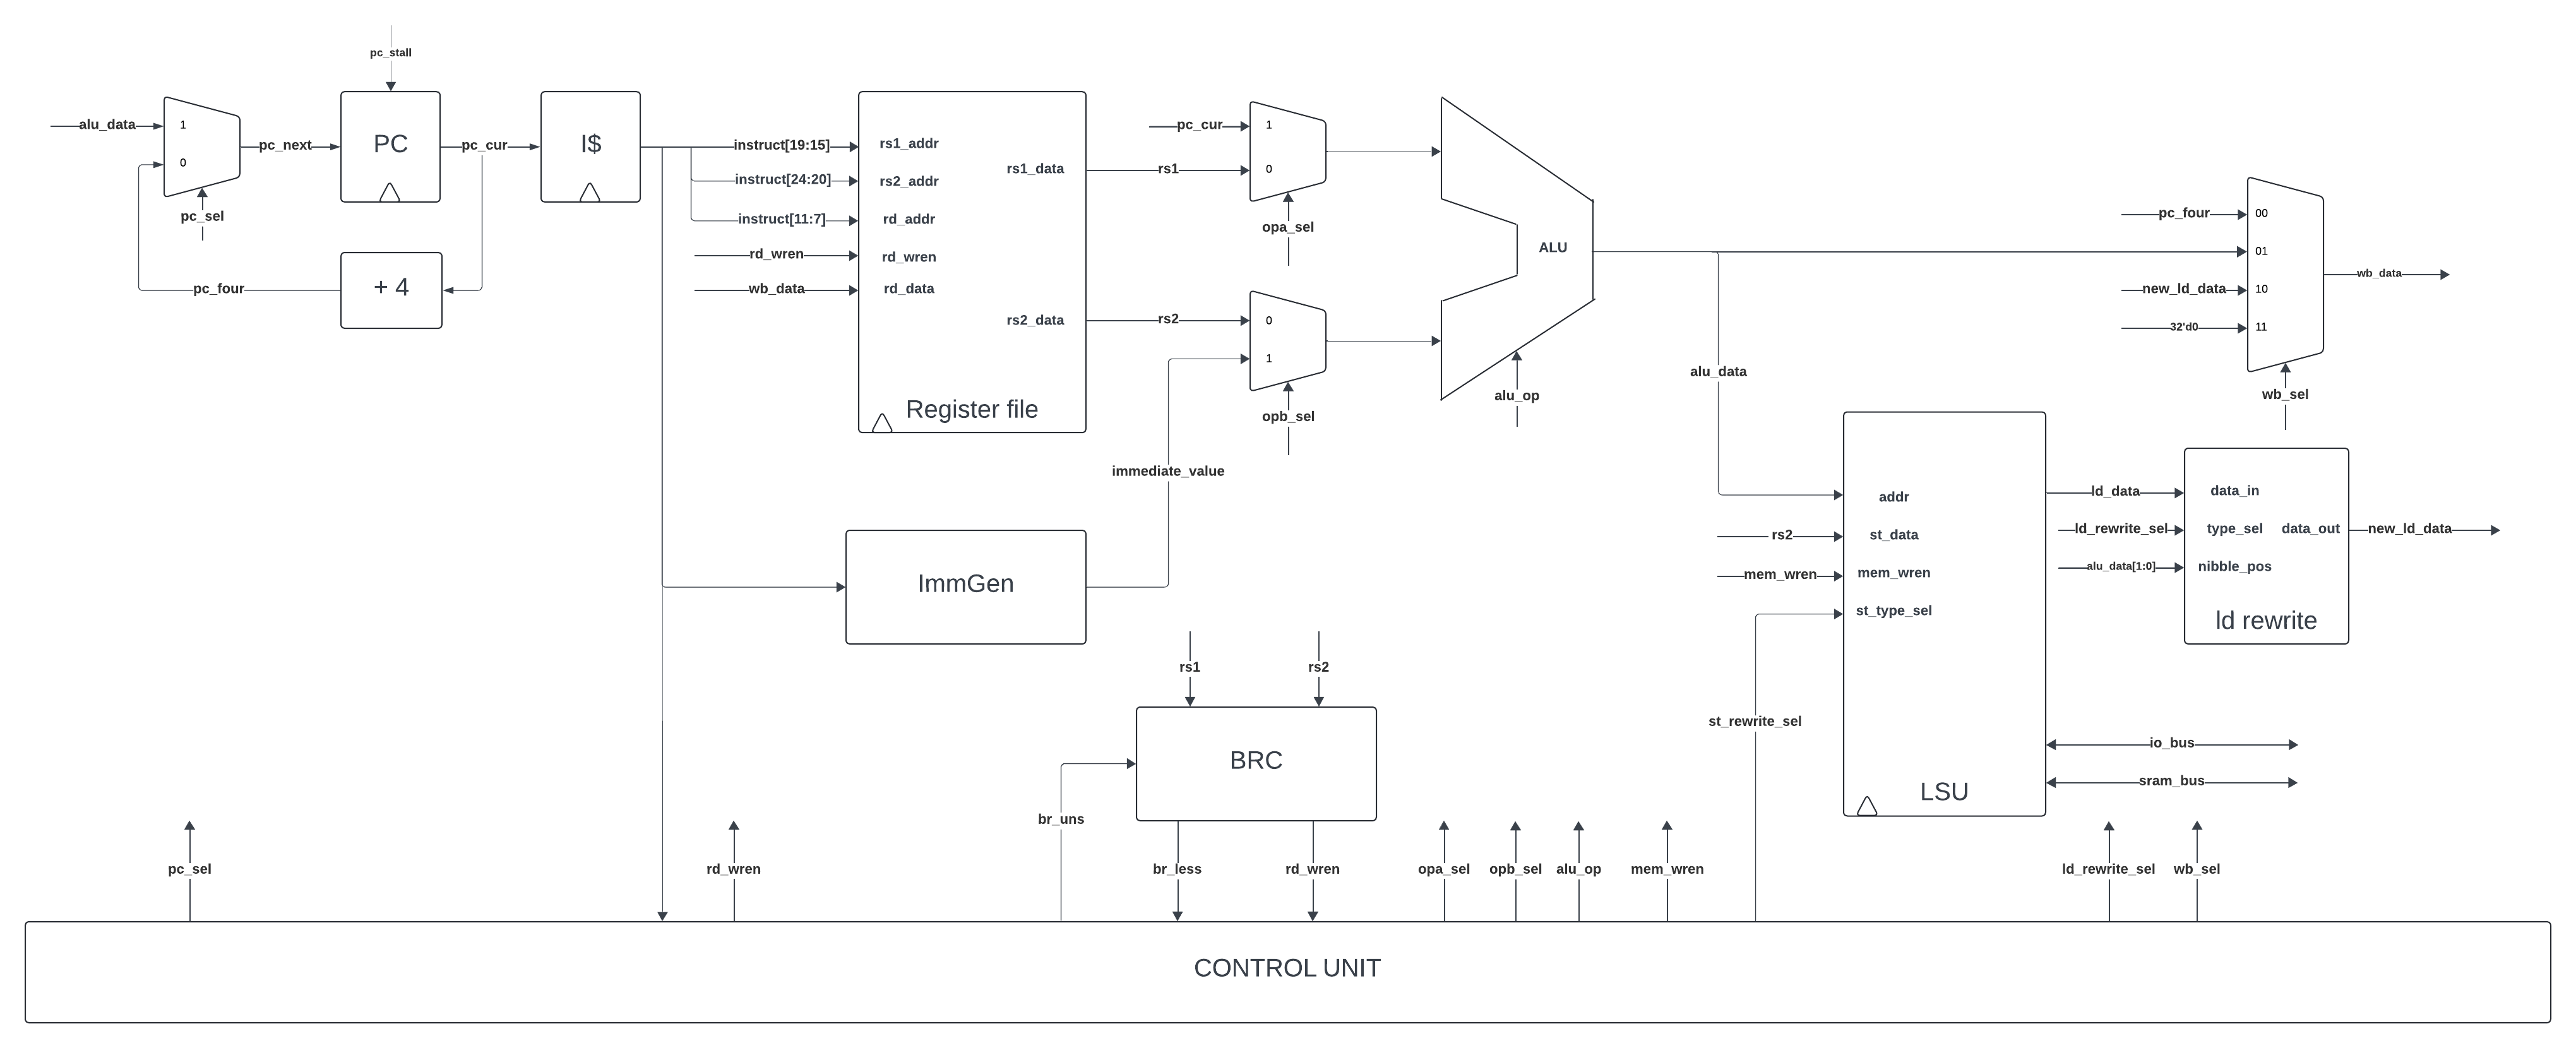 pc_stall
alu_data
1
0
pc_sel
pc_next
PC
pc_cur
I$
pc_four
+ 4
instruct[19:15]
instruct[24:20]
instruct[11:7]
rd_wren
wb_data
rs1_addr
rs2_addr
rd_addr
rd_wren
rd_data
rs1_data
rs2_data
Register file
pc_cur
rs1
1
0
opa_sel
rs2
0
1
opb_sel
immediate_value
ImmGen
ALU
alu_op
alu_data
pc_four
new_ld_data
32'd0
00
01
10
11
wb_data
wb_sel
rs2
mem_wren
st_rewrite_sel
addr
st_data
mem_wren
st_type_sel
LSU
ld_data
ld_rewrite_sel
alu_data[1:0]
data_in
type_sel
nibble_pos
data_out
ld rewrite
new_ld_data
io_bus
sram_bus
rs1
rs2
BRC
br_uns
pc_sel
rd_wren
br_less
rd_wren
opa_sel
opb_sel
alu_op
mem_wren
ld_rewrite_sel
wb_sel
CONTROL UNIT